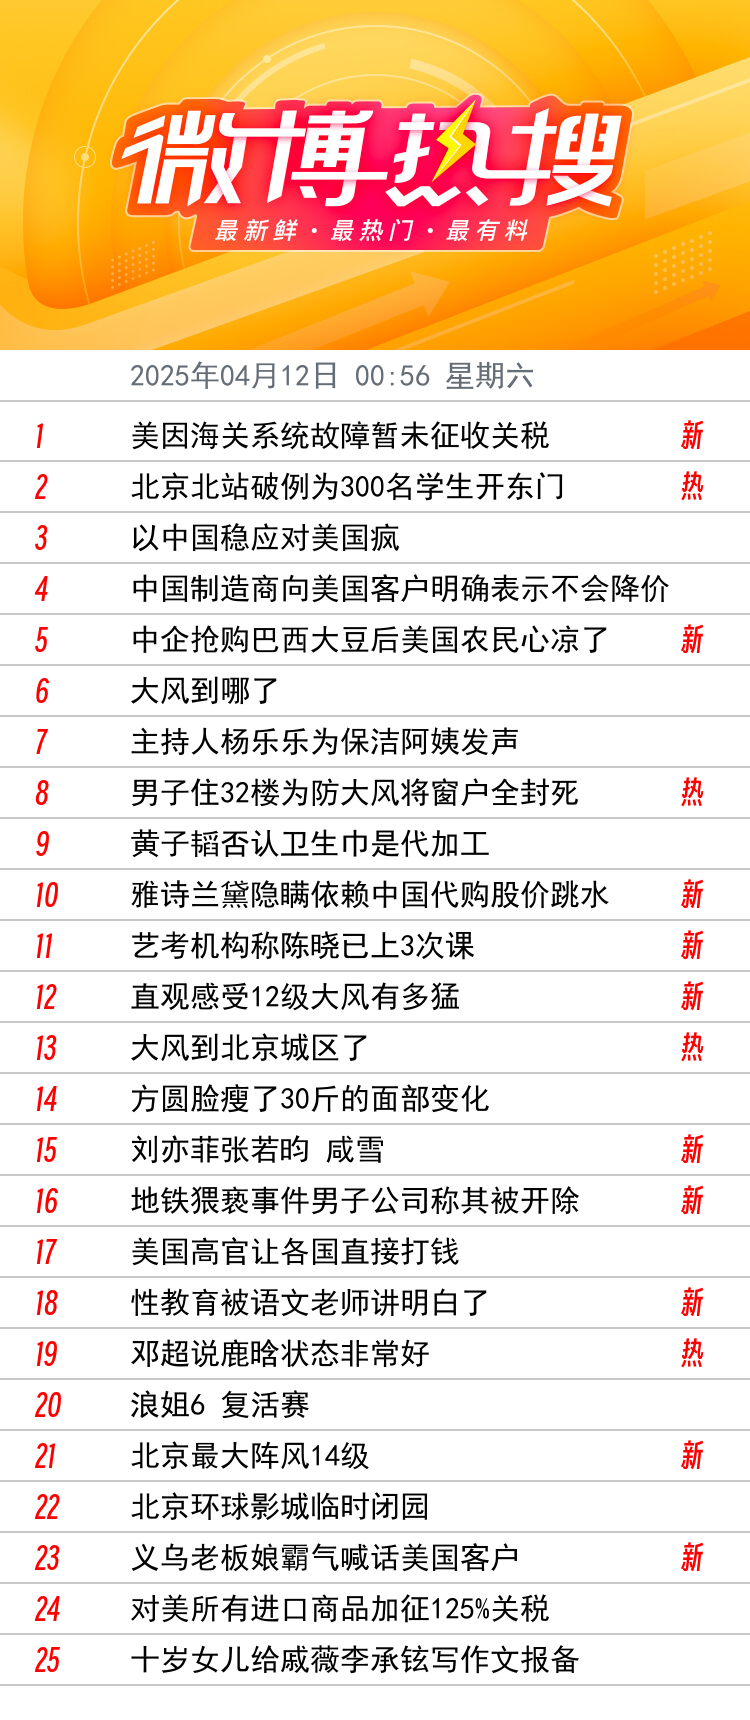 微博热搜
最新鲜·最热门·最有料
2025年04月12日 00:56 星期六
1 美因海关系统故障暂未征收关税 新
2 北京北站破例为300名学生开东门 热
3 以中国稳应对美国疯
4 中国制造商向美国客户明确表示不会降价
5 中企抢购巴西大豆后美国农民心凉了 新
6 大风到哪了
7 主持人杨乐乐为保洁阿姨发声
8 男子住32楼为防大风将窗户全封死 热
9 黄子韬否认卫生巾是代加工
10 雅诗兰黛隐瞒依赖中国代购股价跳水 新
11 艺考机构称陈晓已上3次课 新
12 直观感受12级大风有多猛 新
13 大风到北京城区了 热
14 方圆脸瘦了30斤的面部变化
15 刘亦菲张若昀 咸雪 新
16 地铁猥亵事件男子公司称其被开除 新
17 美国高官让各国直接打钱
18 性教育被语文老师讲明白了 新
19 邓超说鹿晗状态非常好 热
20 浪姐6 复活赛
21 北京最大阵风14级 新
22 北京环球影城临时闭园
23 义乌老板娘霸气喊话美国客户 新
24 对美所有进口商品加征125%关税
25 十岁女儿给戚薇李承铉写作文报备